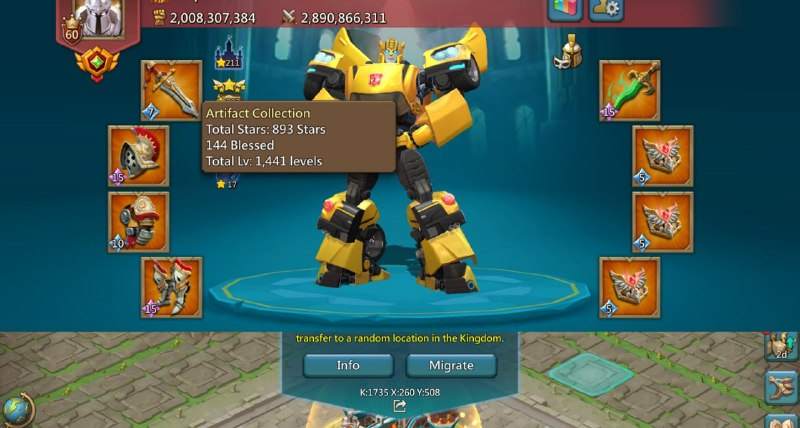 60
2,008,307,384
2,890,866,311
211
7
15
Artifact Collection
Total Stars: 893 Stars
144 Blessed
Total Lv: 1,441 levels
15
5
17
10
5
15
5
transfer to a random location in the Kingdom.
Info
Migrate
2d
K:1735 X:260 Y:508